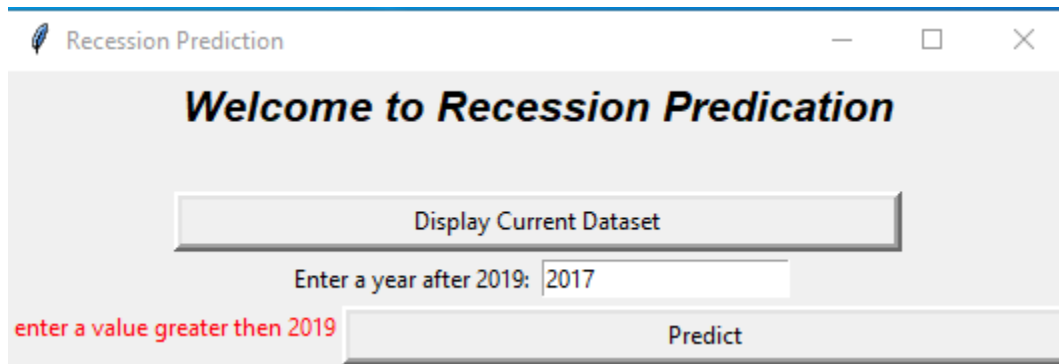 Recession Prediction
Welcome to Recession Predication
Display Current Dataset
Enter a year after 2019: 2017
enter a value greater then 2019 Predict